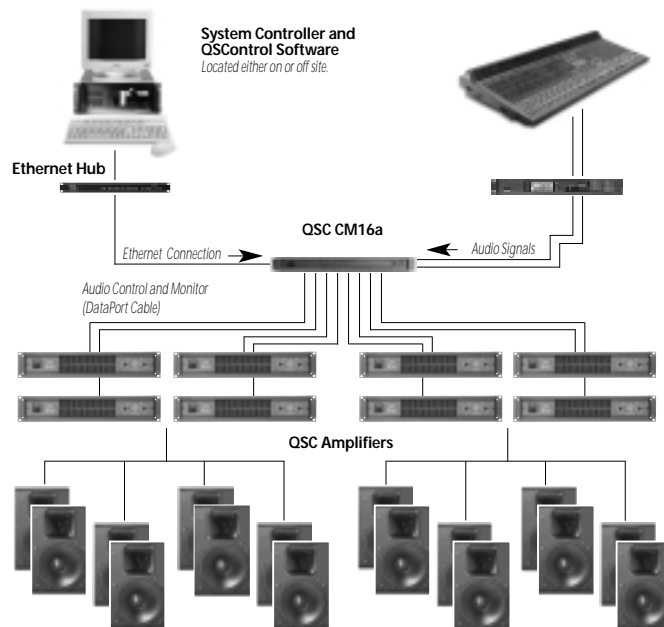 System Controller and
QSControl Software
Located either on or off site.
Ethernet Hub
QSC CM16a
Ethernet Connection
Audio Signals
Audio Control and Monitor
(DataPort Cable)
QSC Amplifiers